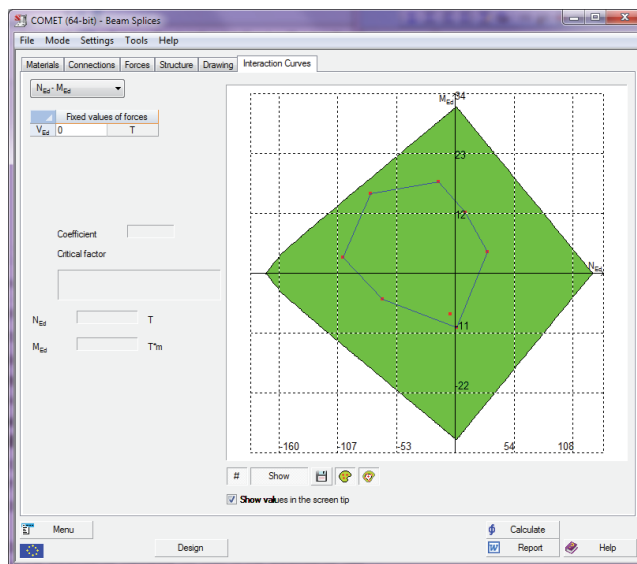 COMET (64-bit) - Beam Splices
File Mode Settings Tools Help
Materials Connections Forces Structure Drawing Interaction Curves
NEd - MEd
Fixed values of forces
VEd 0 T
Coefficient
Critical factor
NEd T
MEd T*m
MEd 34
23
12
NEd
-11
-22
-160 -107 -53 54 108
# Show
Show values in the screen tip
Menu
Calculate
Design
Report
Help